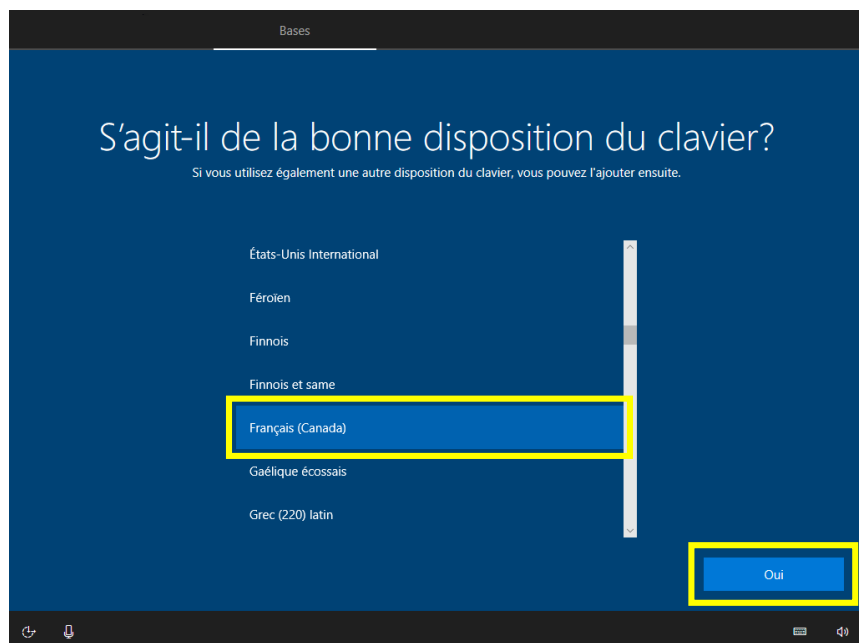 Bases
S’agit-il de la bonne disposition du clavier?
Si vous utilisez également une autre disposition du clavier, vous pouvez l'ajouter ensuite.
États-Unis International
Féroïen
Finnois
Finnois et same
Français (Canada)
Gaélique écossais
Grec (220) latin
Oui